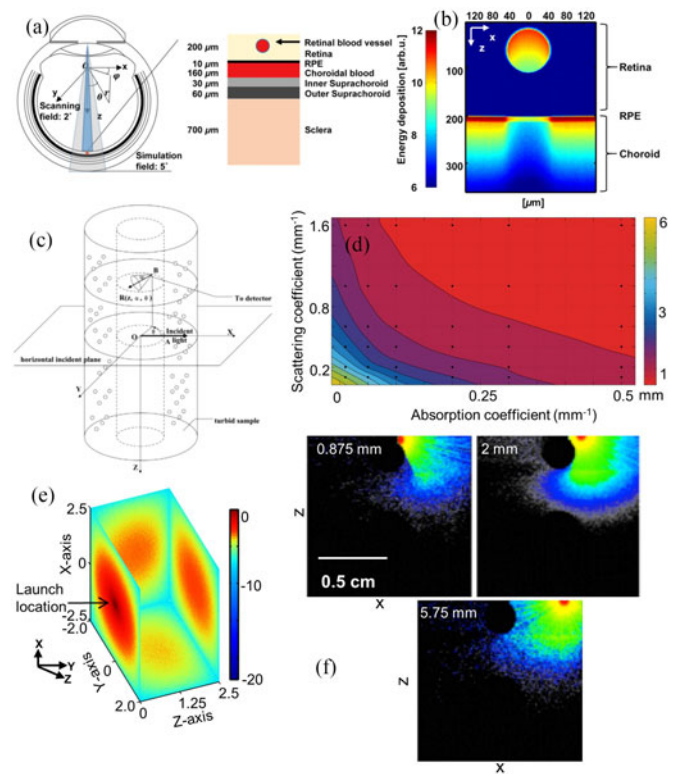 (a)
x
φ
y
θ
r
z
Scanning
field: 2˚
Simulation
field: 5˚
200 µm
Retinal blood vessel
Retina
10 µm
RPE
160 µm
Choroidal blood
30 µm
Inner Suprachoroid
60 µm
Outer Suprachoroid
700 µm
Sclera
(b)
120 80 40 0 40 80 120
x
z
Energy deposition [arb.u.]
12
10
8
6
100
200
300
[µm]
Retina
RPE
Choroid
(c)
B
R(z, α, θ)
To detector
O
Incident
light
A
X
horizontal incident plane
Y
turbid sample
Z
(d)
Scattering coefficient (mm⁻¹)
1.6
0.8
0.2
0
0.25
0.5
Absorption coefficient (mm⁻¹)
6
5
4
3
2
1
mm
(e)
X-axis
2.5
0
-2.5
Launch
location
-2.0
0
2.0
Y-axis
0
1.25
2.5
Z-axis
X
Y
Z
0
-10
-20
(f)
0.875 mm
2 mm
0.5 cm
5.75 mm
z
x
z
x